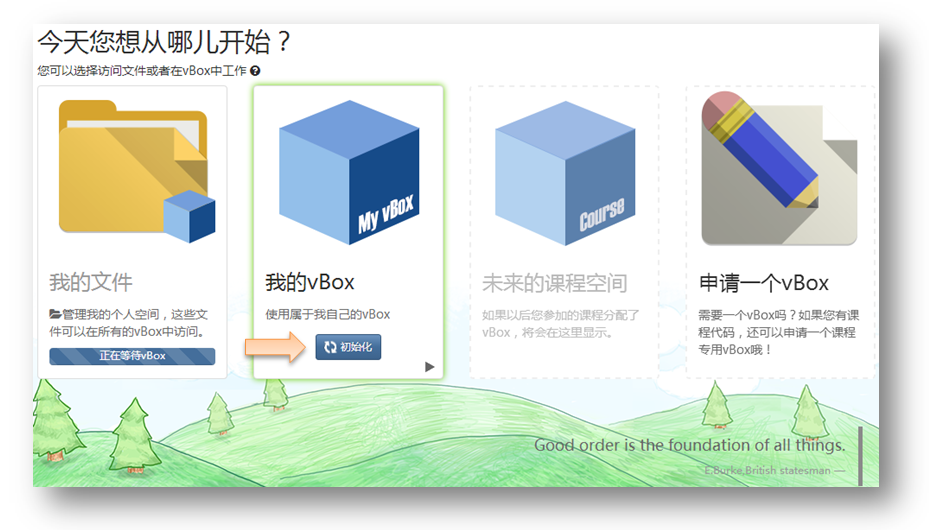 今天您想从哪儿开始？
您可以选择访问文件或者在vBox中工作
My vBox
Course
我的文件
管理我的个人空间，这些文
件可以在所有的vBox中访问。
正在等待vBox
我的vBox
使用属于我自己的vBox
初始化
未来的课程空间
如果以后您参加的课程分配了
vBox，将会在这里显示。
申请一个vBox
需要一个vBox吗？如果您有课
程代码，还可以申请一个课程
专用vBox哦！
Good order is the foundation of all things.
E.Burke,British statesman —